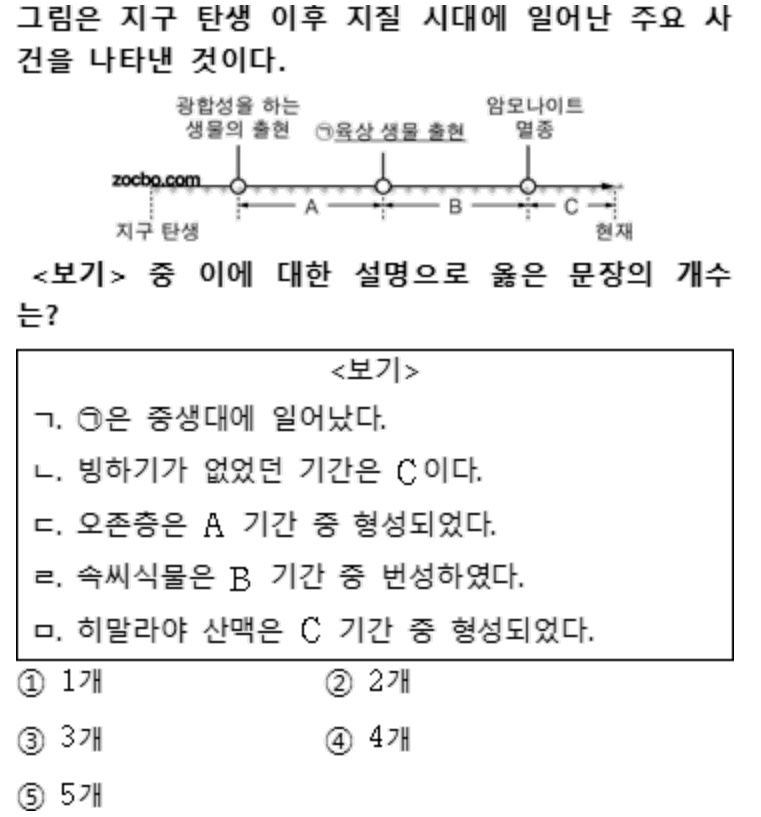 그림은 지구 탄생 이후 지질 시대에 일어난 주요 사
건을 나타낸 것이다.
광합성을 하는
생물의 출현
㉠육상 생물 출현
암모나이트
멸종
zocbo.com
A
B
C
지구 탄생
현재
<보기> 중 이에 대한 설명으로 옳은 문장의 개수
는?
<보기>
ㄱ. ㉠은 중생대에 일어났다.
ㄴ. 빙하기가 없었던 기간은 C이다.
ㄷ. 오존층은 A 기간 중 형성되었다.
ㄹ. 속씨식물은 B 기간 중 번성하였다.
ㅁ. 히말라야 산맥은 C 기간 중 형성되었다.
① 1개
② 2개
③ 3개
④ 4개
⑤ 5개